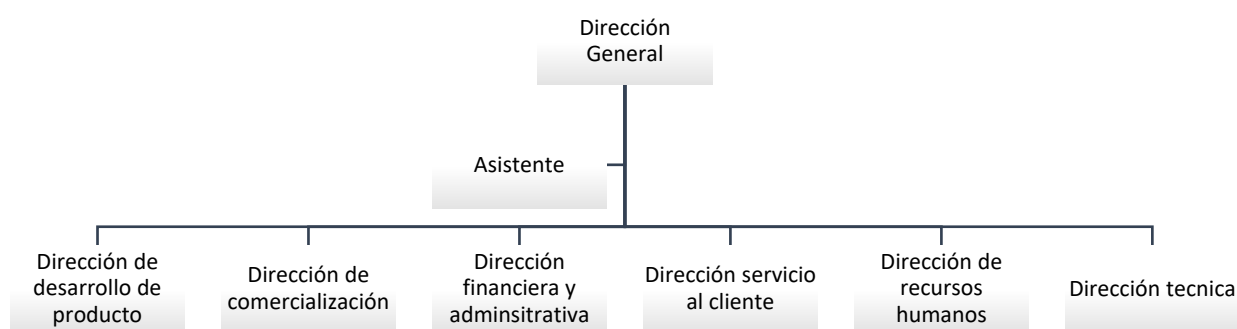 Dirección
General
Asistente
Dirección de
desarrollo de
producto
Dirección de
comercialización
Dirección
financiera y
adminsitrativa
Dirección servicio
al cliente
Dirección de
recursos
humanos
Dirección tecnica